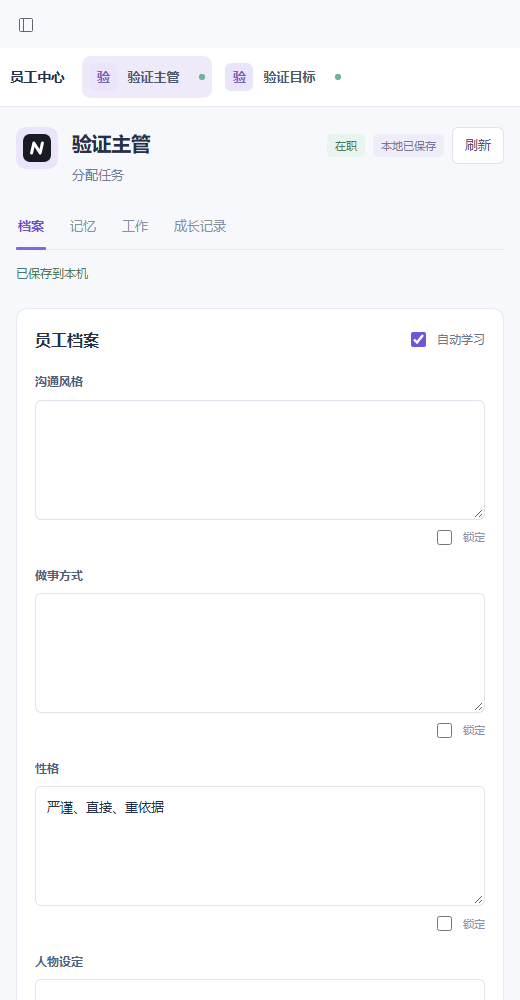 员工中心 验 验证主管 验 验证目标
N 验证主管 在职 本地已保存 刷新
分配任务
档案 记忆 工作 成长记录
已保存到本机
员工档案 自动学习
沟通风格
锁定
做事方式
锁定
性格
严谨、直接、重依据
锁定
人物设定